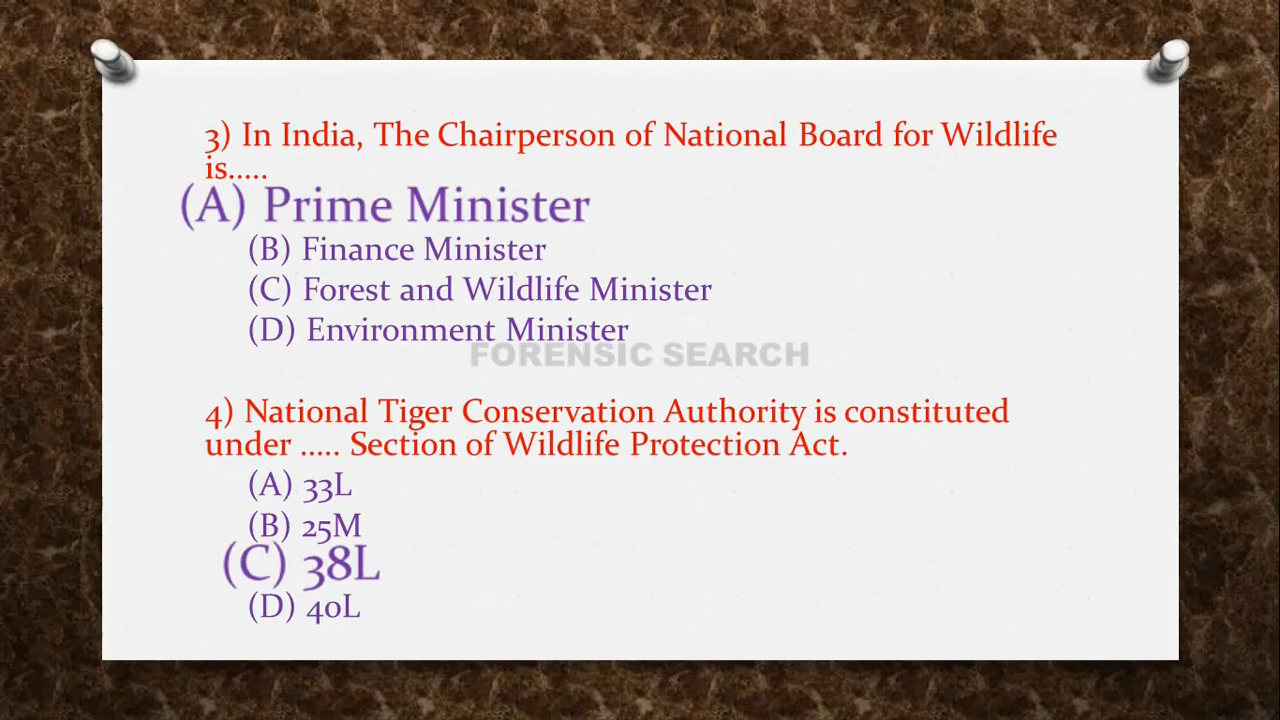 3) In India, The Chairperson of National Board for Wildlife
is.....
(A) Prime Minister
(B) Finance Minister
(C) Forest and Wildlife Minister
(D) Environment Minister
FORENSIC SEARCH
4) National Tiger Conservation Authority is constituted
under ..... Section of Wildlife Protection Act.
(A) 33L
(B) 25M
(C) 38L
(D) 40L